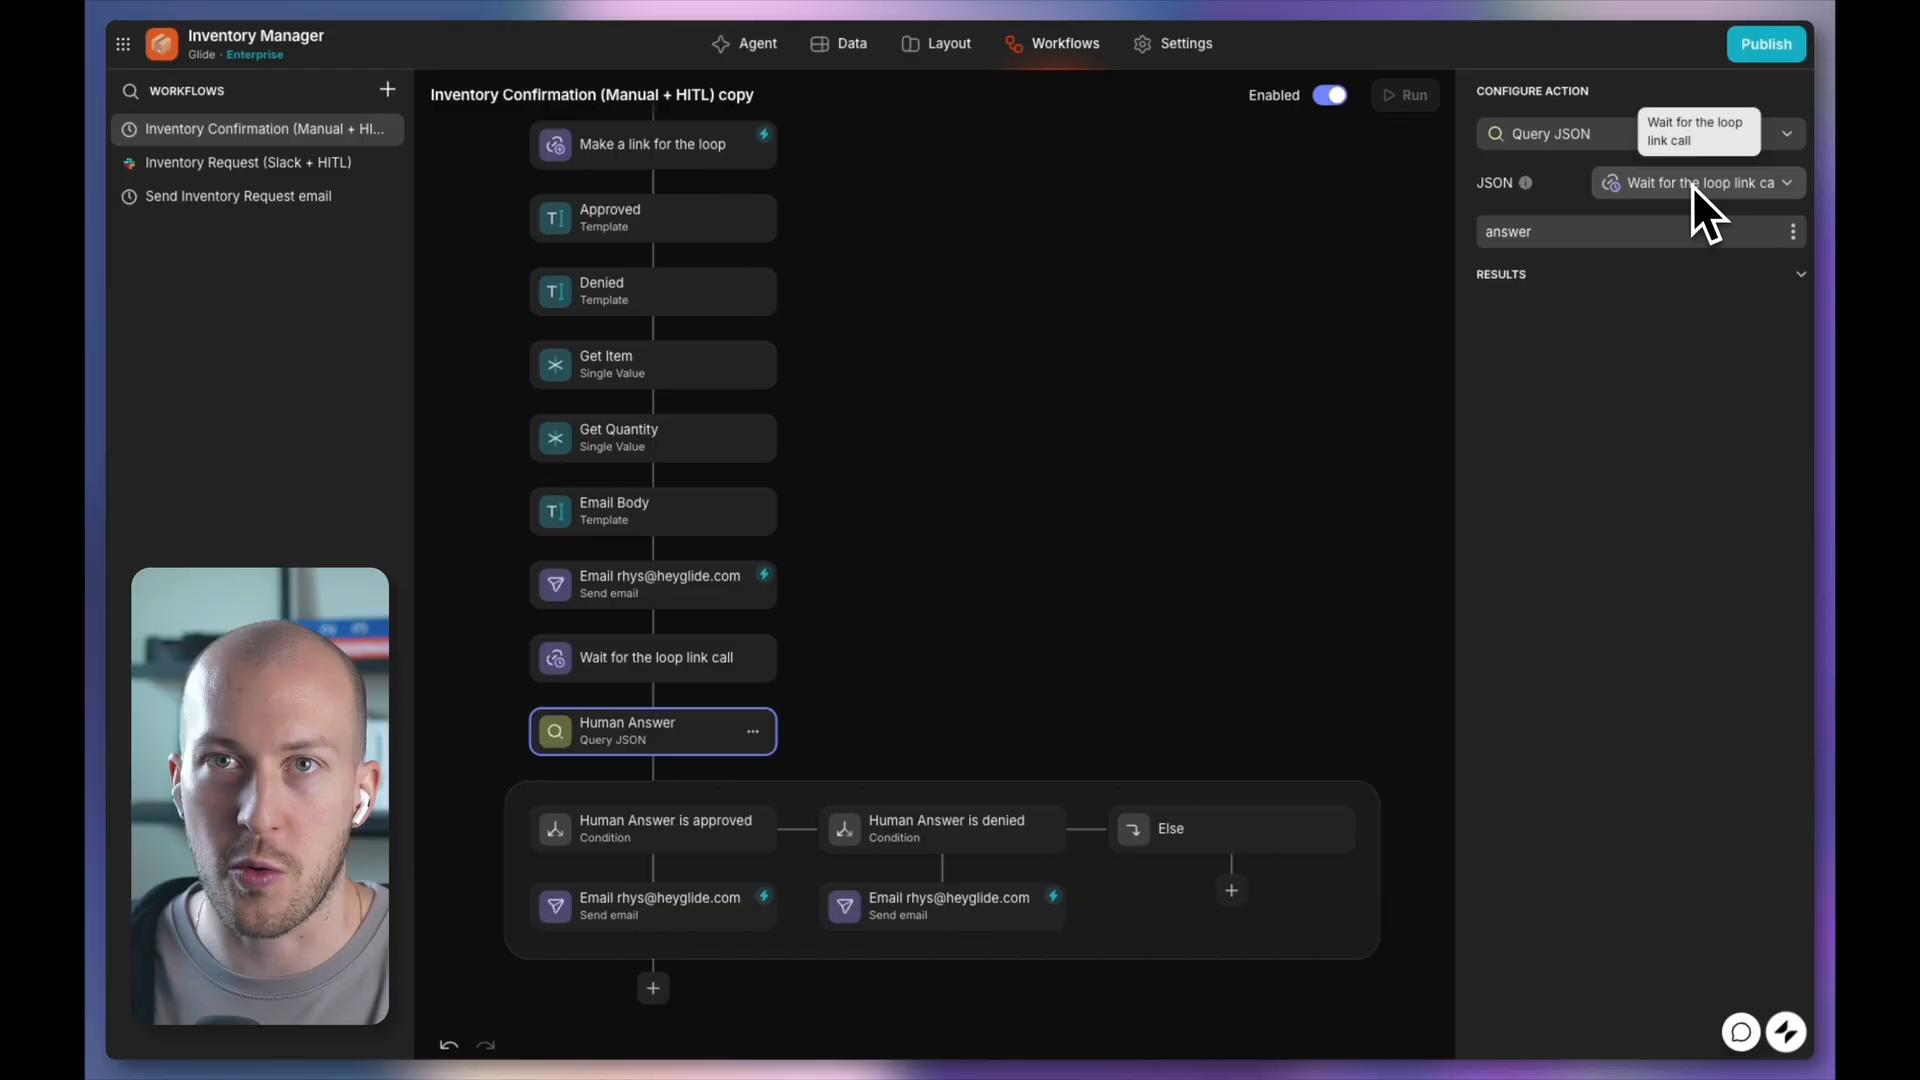 Inventory Manager
Glide · Enterprise
Agent
Data
Layout
Workflows
Settings
Publish
WORKFLOWS
Inventory Confirmation (Manual + HI...
Inventory Request (Slack + HITL)
Send Inventory Request email
Inventory Confirmation (Manual + HITL) copy
Enabled
Run
Make a link for the loop
Approved
Template
Denied
Template
Get Item
Single Value
Get Quantity
Single Value
Email Body
Template
Email rhys@heyglide.com
Send email
Wait for the loop link call
Human Answer
Query JSON
Human Answer is approved
Condition
Human Answer is denied
Condition
Else
Email rhys@heyglide.com
Send email
Email rhys@heyglide.com
Send email
CONFIGURE ACTION
Query JSON
Wait for the loop
link call
JSON
Wait for the loop link ca
answer
RESULTS